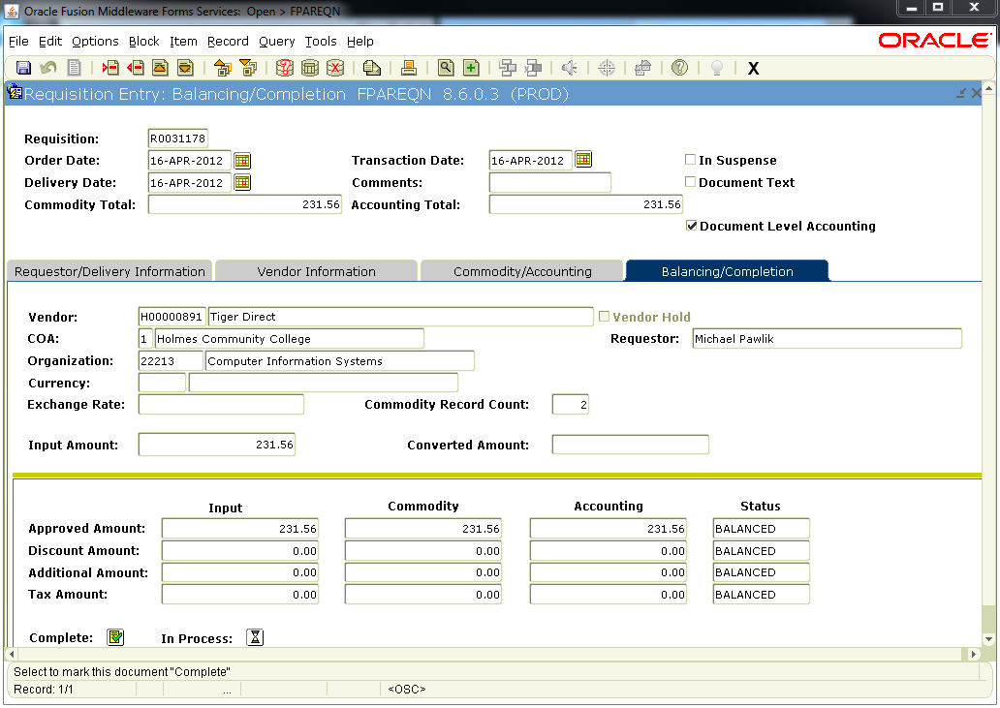 Oracle Fusion Middleware Forms Services: Open > FPAREQN
File Edit Options Block Item Record Query Tools Help
ORACLE
X
Requisition Entry: Balancing/Completion FPAREQN 8.6.0.3 (PROD)
Requisition: R0031178
Order Date: 16-APR-2012 Transaction Date: 16-APR-2012 In Suspense
Delivery Date: 16-APR-2012 Comments: Document Text
Commodity Total: 231.56 Accounting Total: 231.56
Document Level Accounting
Requestor/Delivery Information Vendor Information Commodity/Accounting Balancing/Completion
Vendor: H00000891 Tiger Direct Vendor Hold
COA: 1 Holmes Community College Requestor: Michael Pawlik
Organization: 22213 Computer Information Systems
Currency:
Exchange Rate: Commodity Record Count: 2
Input Amount: 231.56 Converted Amount:
Input Commodity Accounting Status
Approved Amount: 231.56 231.56 231.56 BALANCED
Discount Amount: 0.00 0.00 0.00 BALANCED
Additional Amount: 0.00 0.00 0.00 BALANCED
Tax Amount: 0.00 0.00 0.00 BALANCED
Complete: In Process:
Select to mark this document "Complete"
Record: 1/1 ... <OSC>